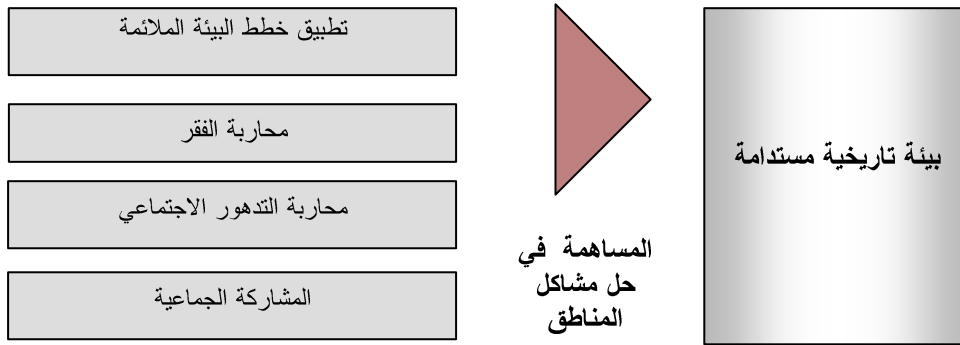 تطبيق خطط البيئة الملائمة
محاربة الفقر
محاربة التدهور الاجتماعي
المشاركة الجماعية
المساهمة في
حل مشاكل
المناطق
بيئة تاريخية مستدامة